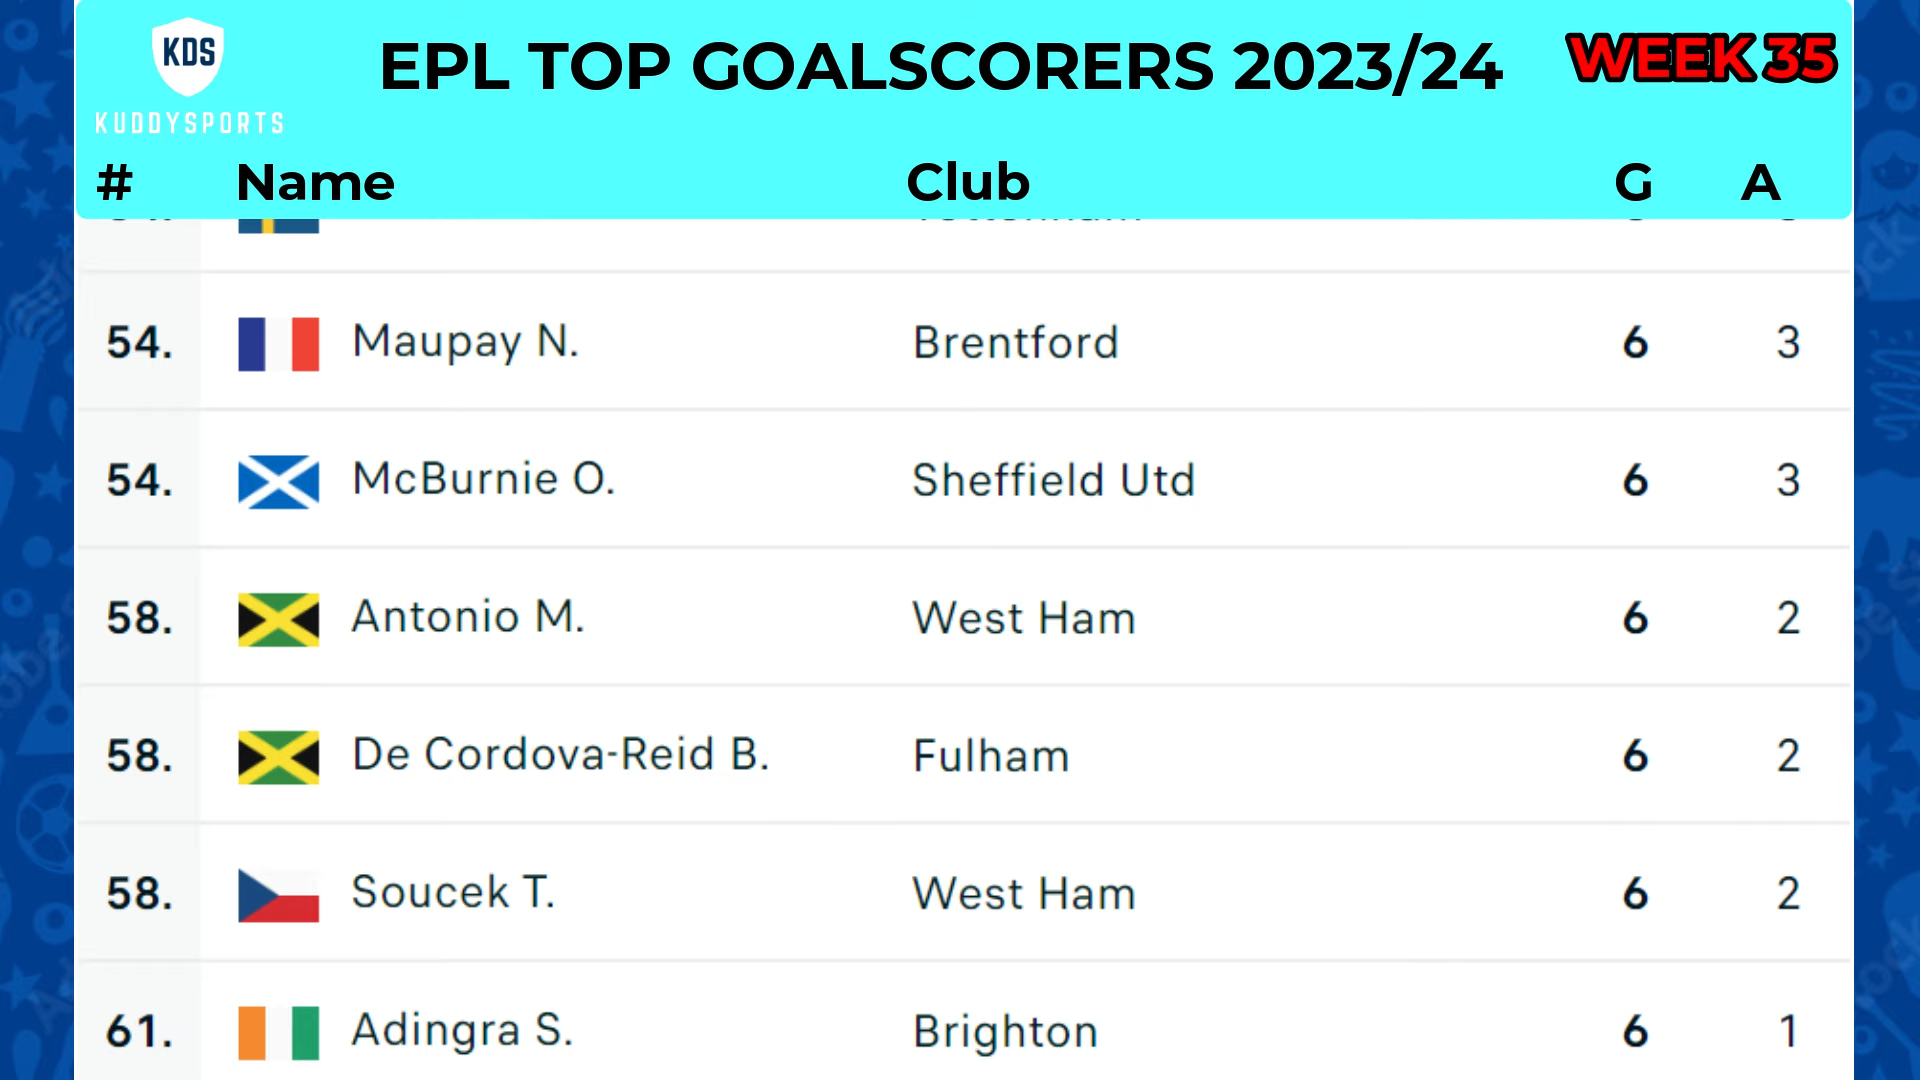 KDS
KUDDYSPORTS
EPL TOP GOALSCORERS 2023/24
WEEK 35
# Name Club G A
54. Maupay N. Brentford 6 3
54. McBurnie O. Sheffield Utd 6 3
58. Antonio M. West Ham 6 2
58. De Cordova-Reid B. Fulham 6 2
58. Soucek T. West Ham 6 2
61. Adingra S. Brighton 6 1